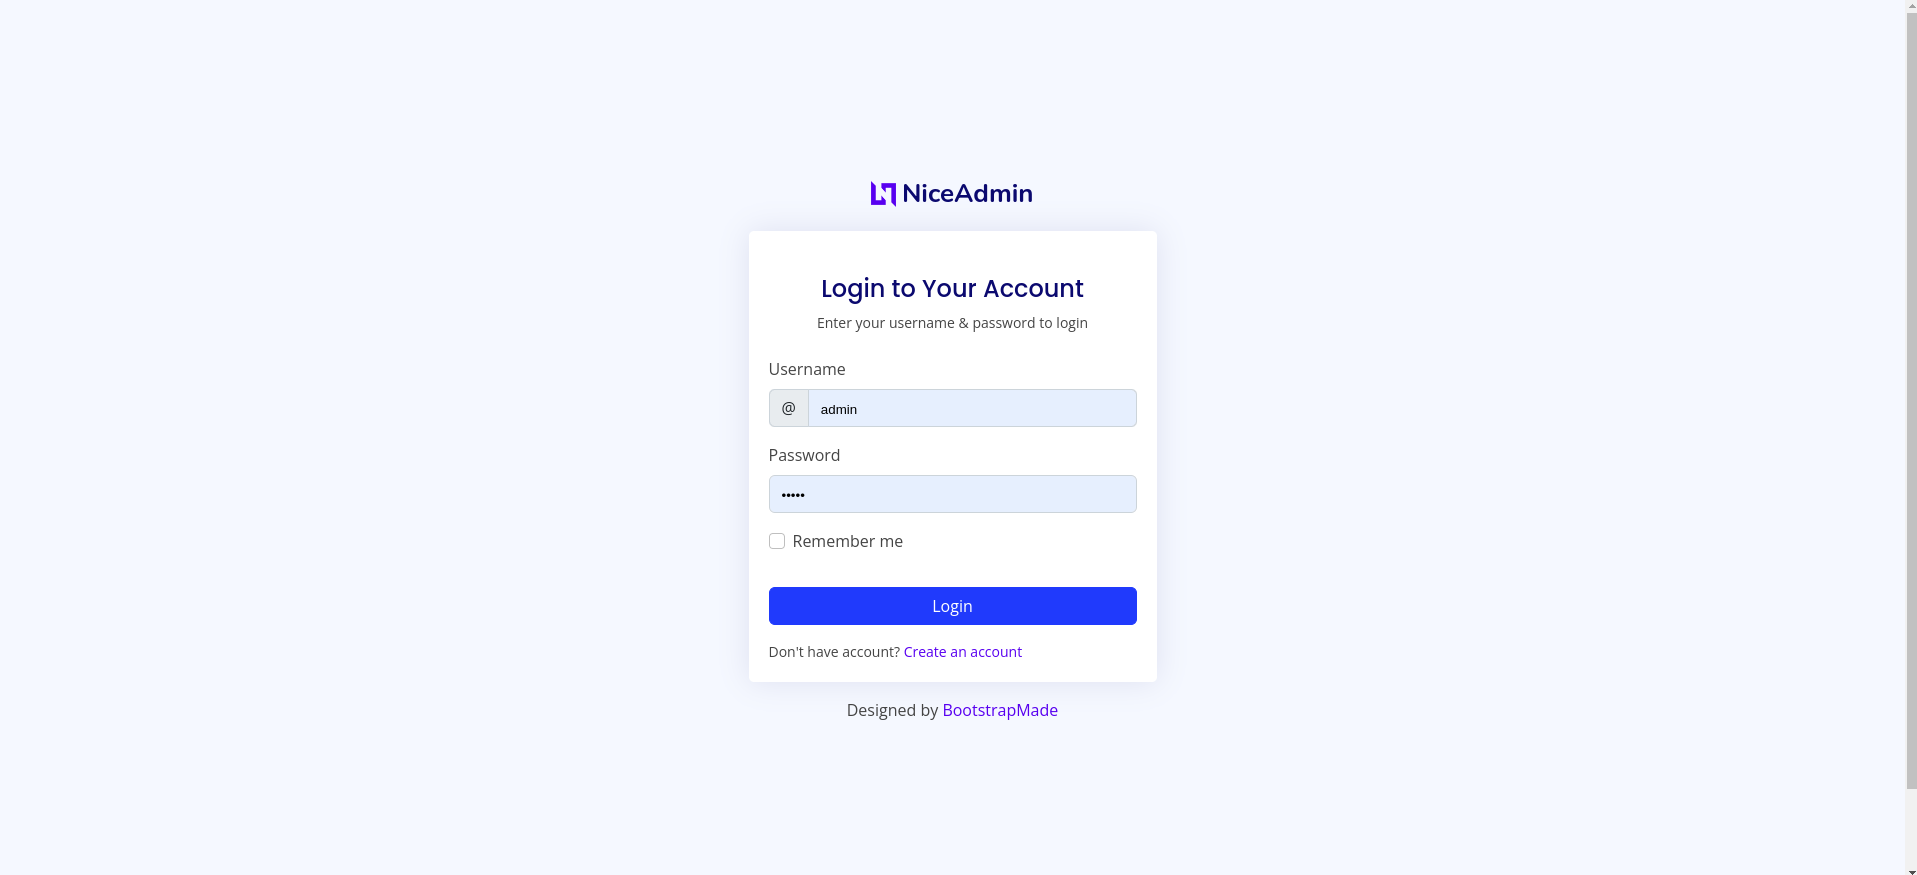 NiceAdmin
Login to Your Account
Enter your username & password to login
Username
@ admin
Password
•••••
Remember me
Login
Don't have account? Create an account
Designed by BootstrapMade